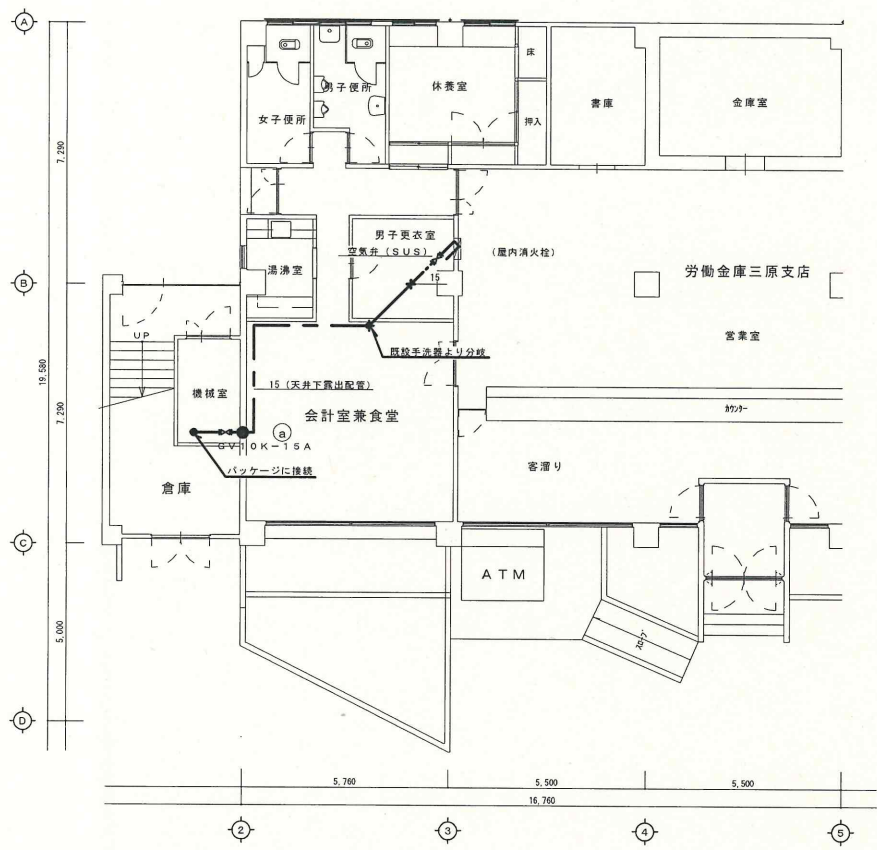 A
床
男子便所
休養室
書庫
金庫室
女子便所
押入
7,290
男子更衣室
空気弁（SUS）
(屋内消火栓)
湯沸室
労働金庫三原支店
B
15
営業室
UP
既設手洗器より分岐
19,580
機械室
15（天井下露出配管）
7,290
カウンター
会計室兼食堂
a
GV10K-15A
パッケージに接続
客溜り
倉庫
C
ATM
5,000
スロープ
D
5,760
5,500
5,500
16,760
2
3
4
5